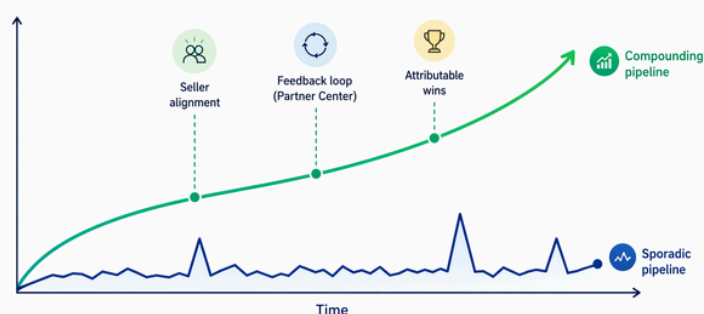 Seller
alignment
Feedback loop
(Partner Center)
Attributable
wins
Compounding
pipeline
Sporadic
pipeline
Time